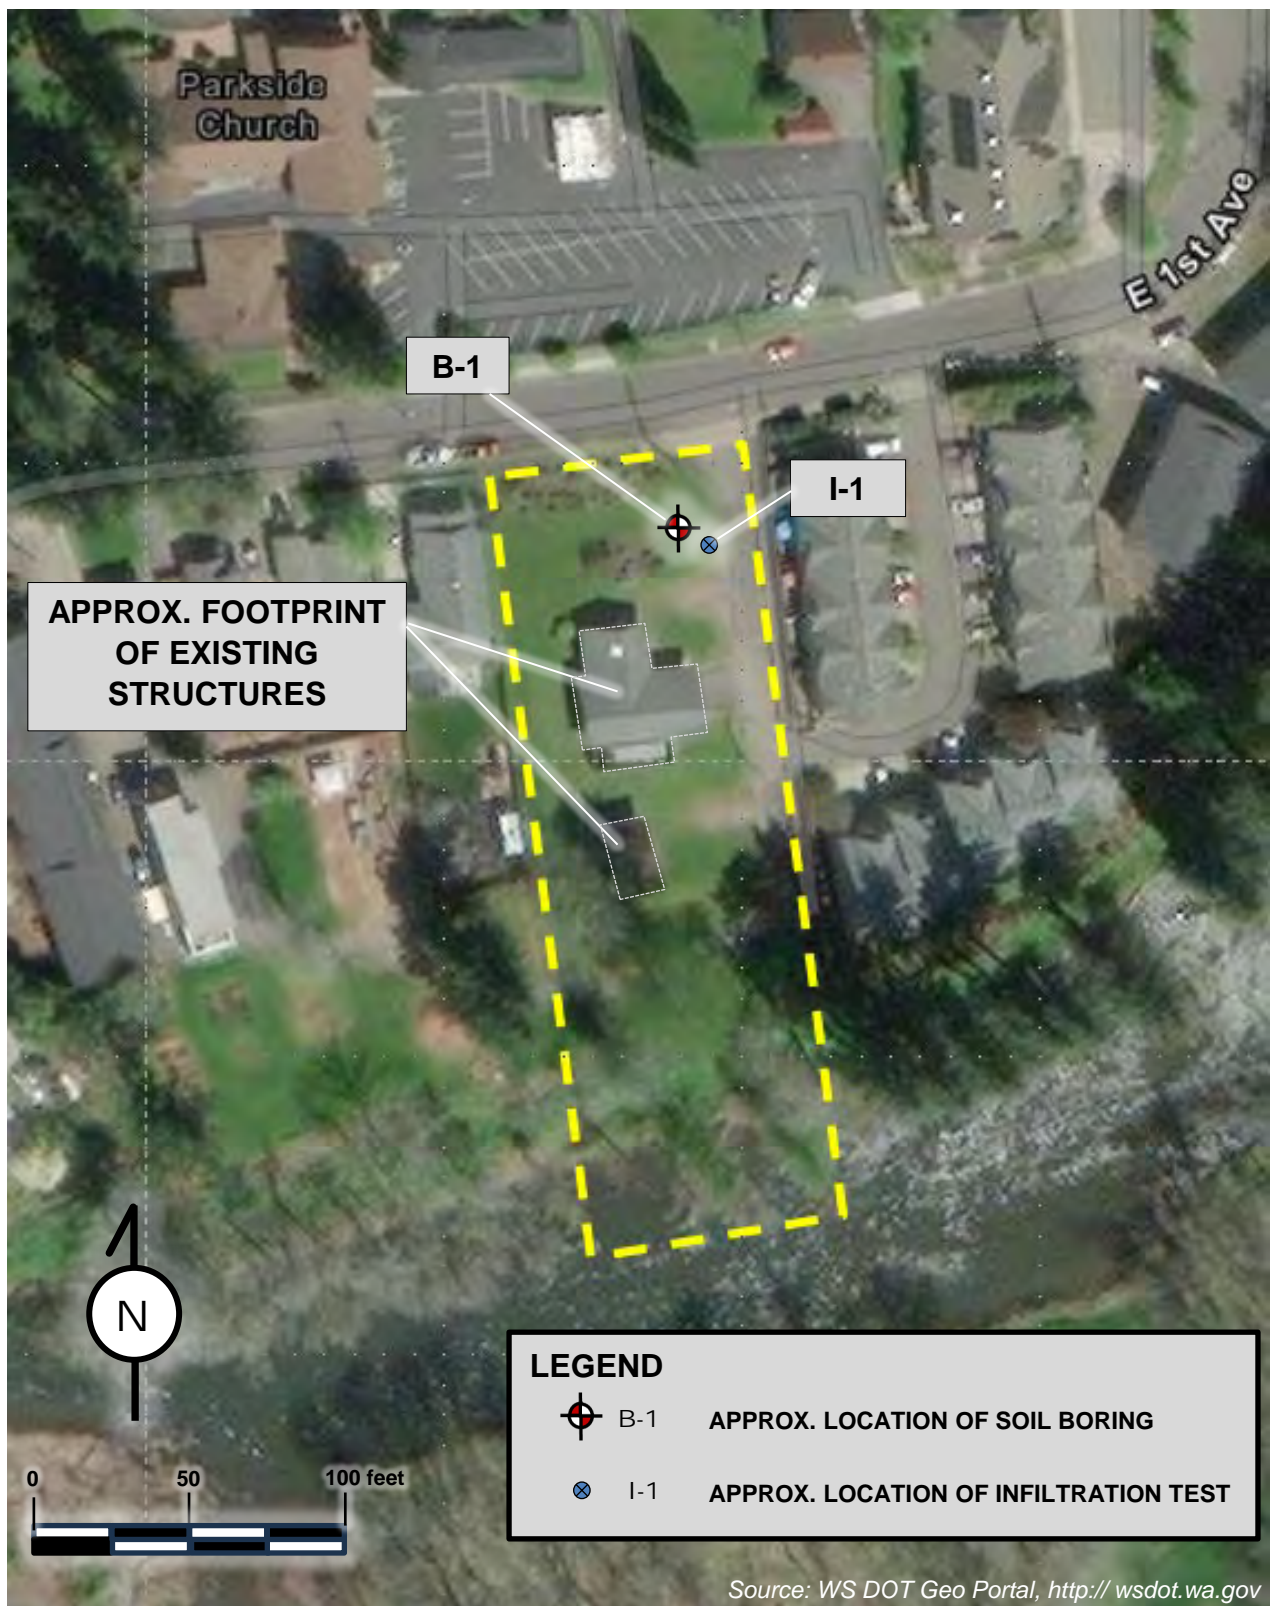 Parkside
Church
E 1st Ave
B-1
I-1
APPROX. FOOTPRINT
OF EXISTING
STRUCTURES
N
LEGEND
B-1 APPROX. LOCATION OF SOIL BORING
I-1 APPROX. LOCATION OF INFILTRATION TEST
0 50 100 feet
Source: WS DOT Geo Portal, http:// wsdot.wa.gov